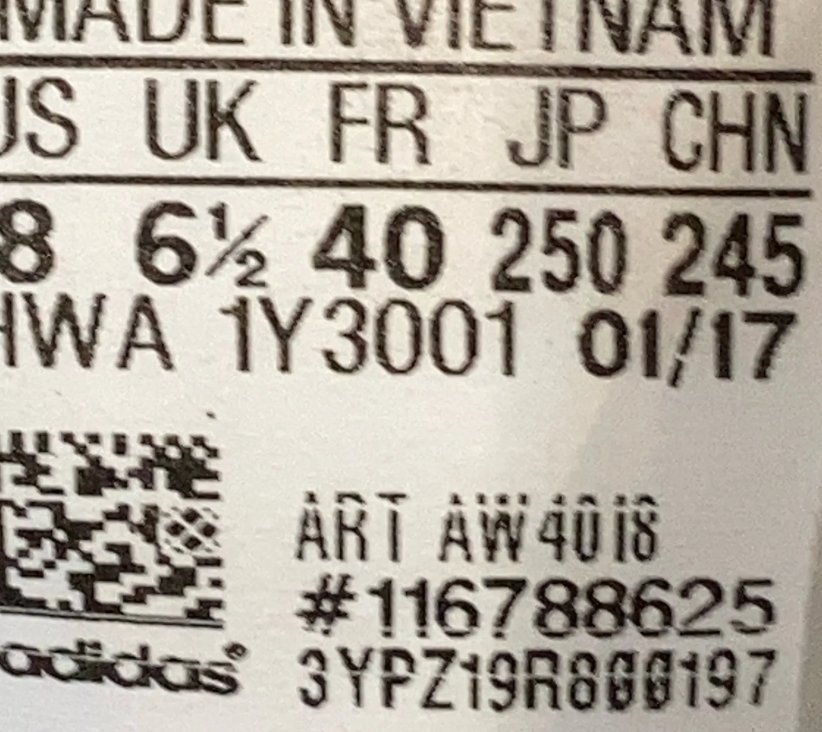 MADE IN VIETNAM
US UK FR JP CHN
8 6½ 40 250 245
HWA 1Y3001 01/17
ART AW4018
#116788625
adidas®
3YPZ19R800197